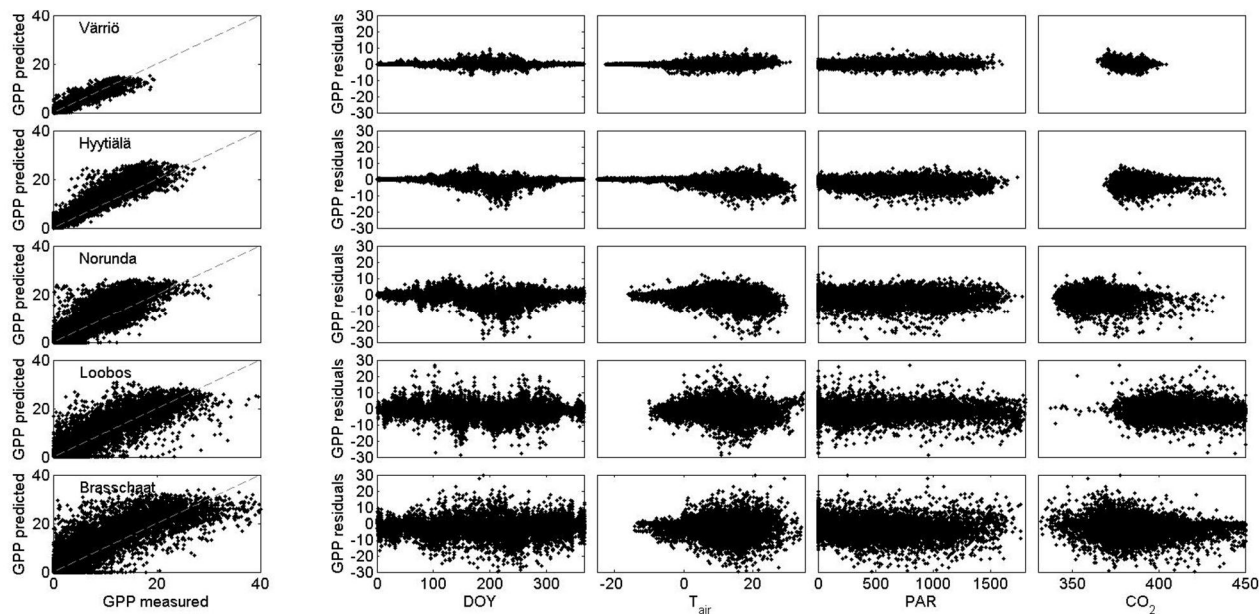 40
20
0
GPP predicted
Värriö
30
20
10
0
-10
-20
-30
GPP residuals
40
20
0
GPP predicted
Hyytiälä
30
20
10
0
-10
-20
-30
GPP residuals
40
20
0
GPP predicted
Norunda
30
20
10
0
-10
-20
-30
GPP residuals
40
20
0
GPP predicted
Loobos
30
20
10
0
-10
-20
-30
GPP residuals
40
20
0
GPP predicted
Brasschaat
30
20
10
0
-10
-20
-30
GPP residuals
0 20 40
0 100 200 300
-20 0 20
0 500 1000 1500
350 400 450
GPP measured
DOY
T air
PAR
CO2